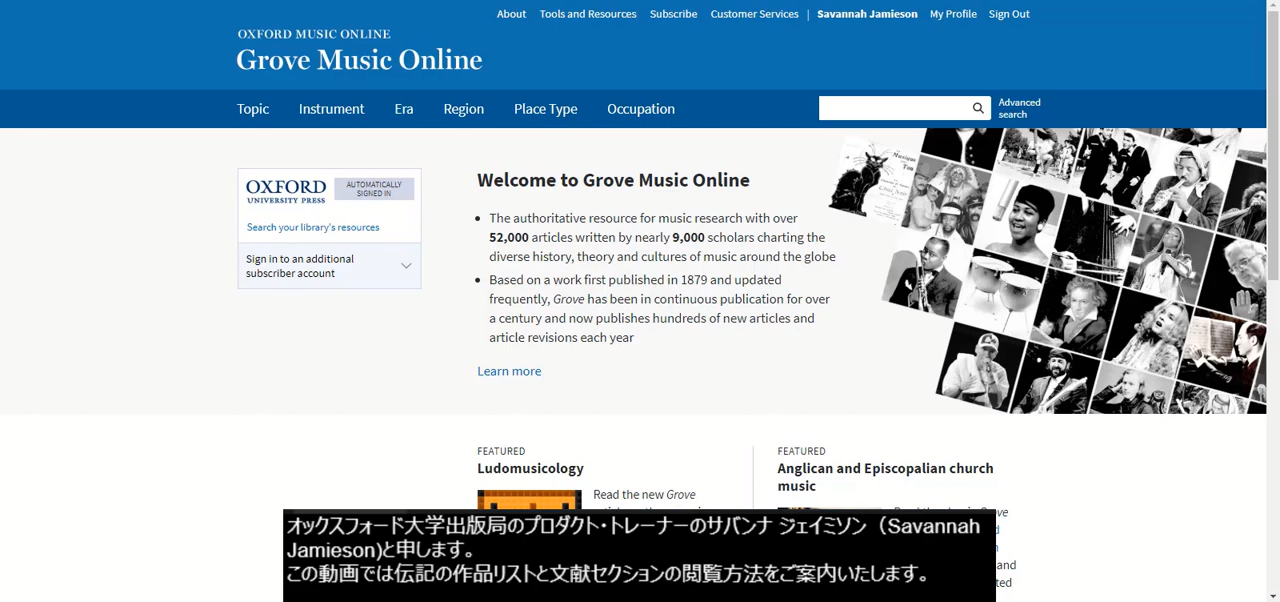 About Tools and Resources Subscribe Customer Services | Savannah Jamieson My Profile Sign Out
OXFORD MUSIC ONLINE
Grove Music Online
Topic Instrument Era Region Place Type Occupation
Advanced
search
OXFORD
UNIVERSITY PRESS
AUTOMATICALLY
SIGNED IN
Search your library's resources
Sign in to an additional
subscriber account
Welcome to Grove Music Online
• The authoritative resource for music research with over
52,000 articles written by nearly 9,000 scholars charting the
diverse history, theory and cultures of music around the globe
• Based on a work first published in 1879 and updated
frequently, Grove has been in continuous publication for over
a century and now publishes hundreds of new articles and
article revisions each year
Learn more
FEATURED
Ludomusicology
Read the new Grove
FEATURED
Anglican and Episcopalian church
music
and
オックスフォード大学出版局のプロダクト・トレーナーのサバンナ ジェイミソン（Savannah
Jamieson)と申します。
この動画では伝記の作品リストと文献セクションの閲覧方法をご案内いたします。